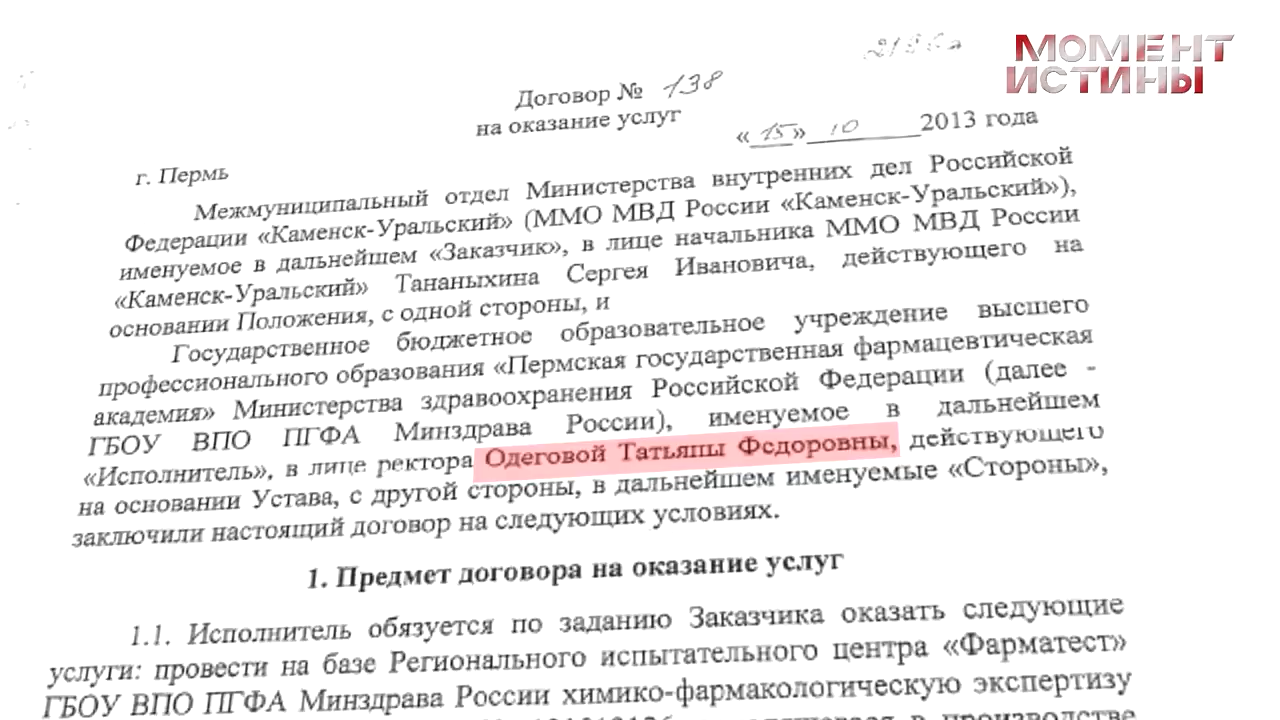 МОМЕНТ
ИСТИНЫ
Договор № 138
на оказание услуг
«15» 10 2013 года
г. Пермь
Межмуниципальный отдел Министерства внутренних дел Российской
Федерации «Каменск-Уральский» (ММО МВД России «Каменск-Уральский»),
именуемое в дальнейшем «Заказчик», в лице начальника ММО МВД России
«Каменск-Уральский» Тананыхина Сергея Ивановича, действующего на
основании Положения, с одной стороны, и
Государственное бюджетное образовательное учреждение высшего
профессионального образования «Пермская государственная фармацевтическая
академия» Министерства здравоохранения Российской Федерации (далее -
ГБОУ ВПО ПГФА Минздрава России), именуемое в дальнейшем
«Исполнитель», в лице ректора Одеговой Татьяны Федоровны, действующего
на основании Устава, с другой стороны, в дальнейшем именуемые «Стороны»,
заключили настоящий договор на следующих условиях.
1. Предмет договора на оказание услуг
1.1. Исполнитель обязуется по заданию Заказчика оказать следующие
услуги: провести на базе Регионального испытательного центра «Фарматест»
ГБОУ ВПО ПГФА Минздрава России химико-фармакологическую экспертизу
в производстве